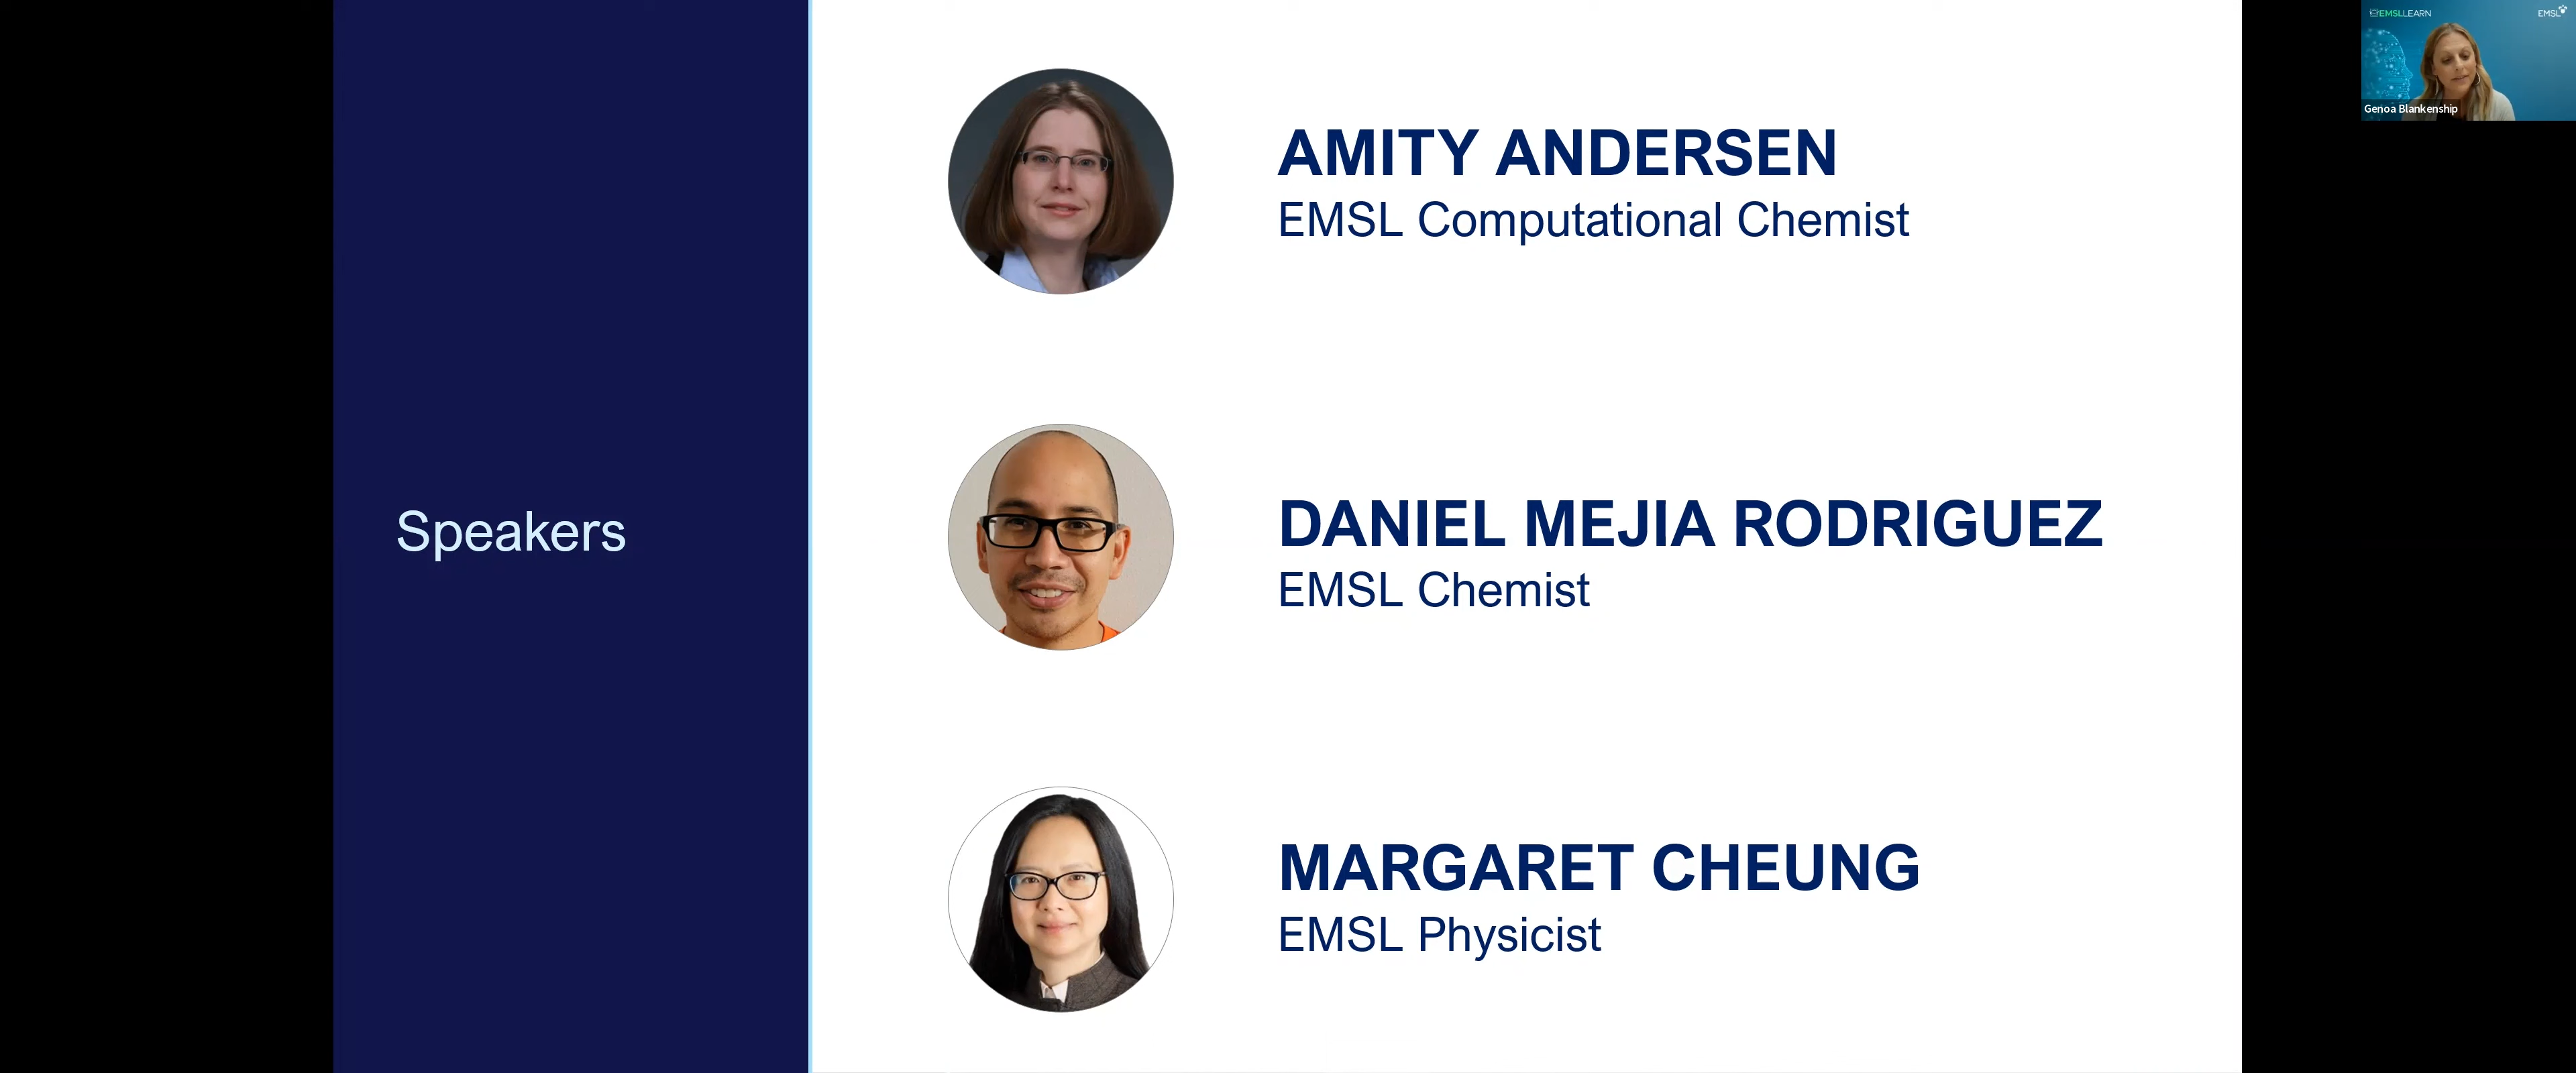 Speakers
AMITY ANDERSEN
EMSL Computational Chemist
DANIEL MEJIA RODRIGUEZ
EMSL Chemist
MARGARET CHEUNG
EMSL Physicist
EMSLLEARN
EMSL
Genoa Blankenship